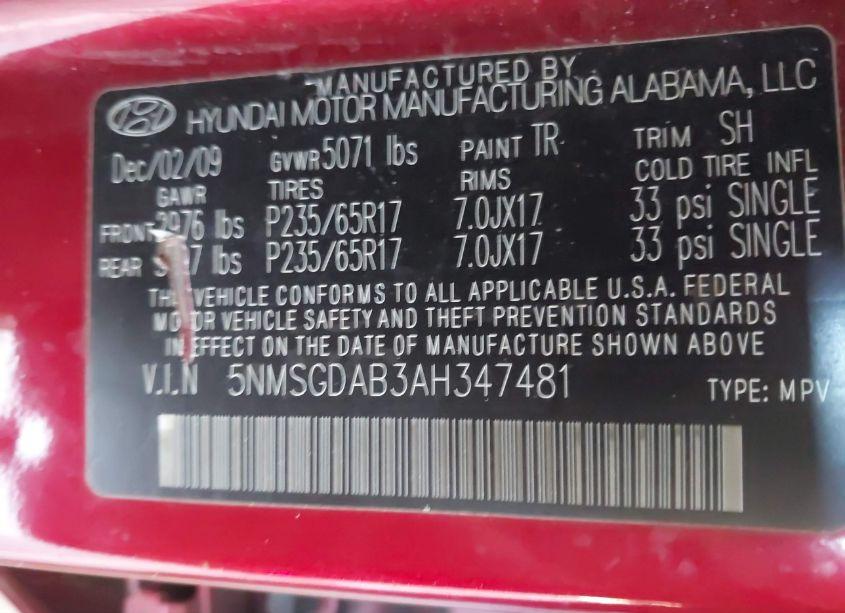 MANUFACTURED BY
HYUNDAI MOTOR MANUFACTURING ALABAMA, LLC
Dec/02/09 GVWR 5071 lbs PAINT TR TRIM SH
GAWR TIRES RIMS COLD TIRE INFL
FRONT lbs P235/65R17 7.0JX17 33 psi SINGLE
REAR lbs P235/65R17 7.0JX17 33 psi SINGLE
THIS VEHICLE CONFORMS TO ALL APPLICABLE U.S.A. FEDERAL
MOTOR VEHICLE SAFETY AND THEFT PREVENTION STANDARDS
IN EFFECT ON THE DATE OF MANUFACTURE SHOWN ABOVE
V.I.N 5NMSGDAB3AH347481 TYPE: MPV